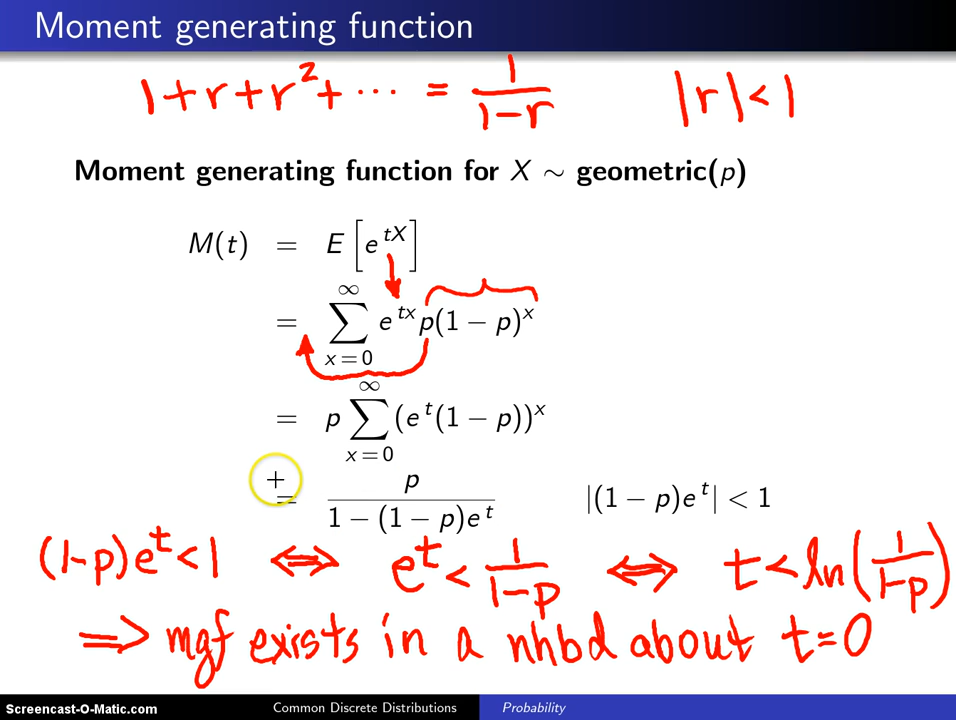 Moment generating function
1 + r + r² + ⋯ = 1/(1-r) |r| < 1
Moment generating function for X ∼ geometric(p)
M(t) = E[e^{tX}]
= ∑_{x=0}^{∞} e^{tx} p(1 − p)^x
= p ∑_{x=0}^{∞} (e^t(1 − p))^x
= p/(1 − (1 − p)e^t) |(1 − p)e^t| < 1
(1-p)e^t < 1 ⟺ e^t < 1/(1-p) ⟺ t < ln(1/(1-p))
⟹ mgf exists in a nhbd about t=0
Screencast-O-Matic.com Common Discrete Distributions Probability